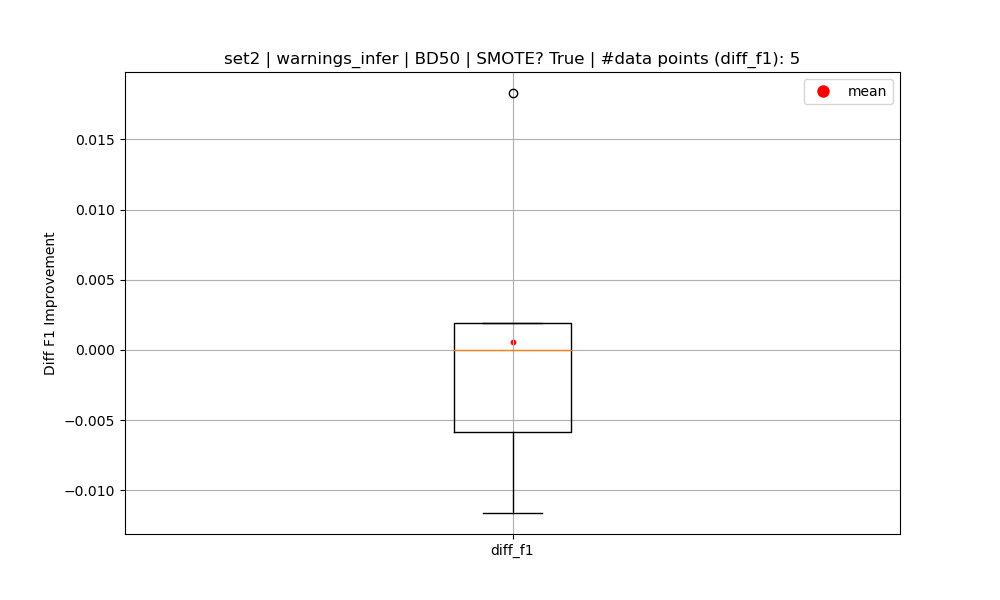 set2 | warnings_infer | BD50 | SMOTE? True | #data points (diff_f1): 5
mean
0.015
0.010
0.005
0.000
−0.005
−0.010
Diff F1 Improvement
diff_f1